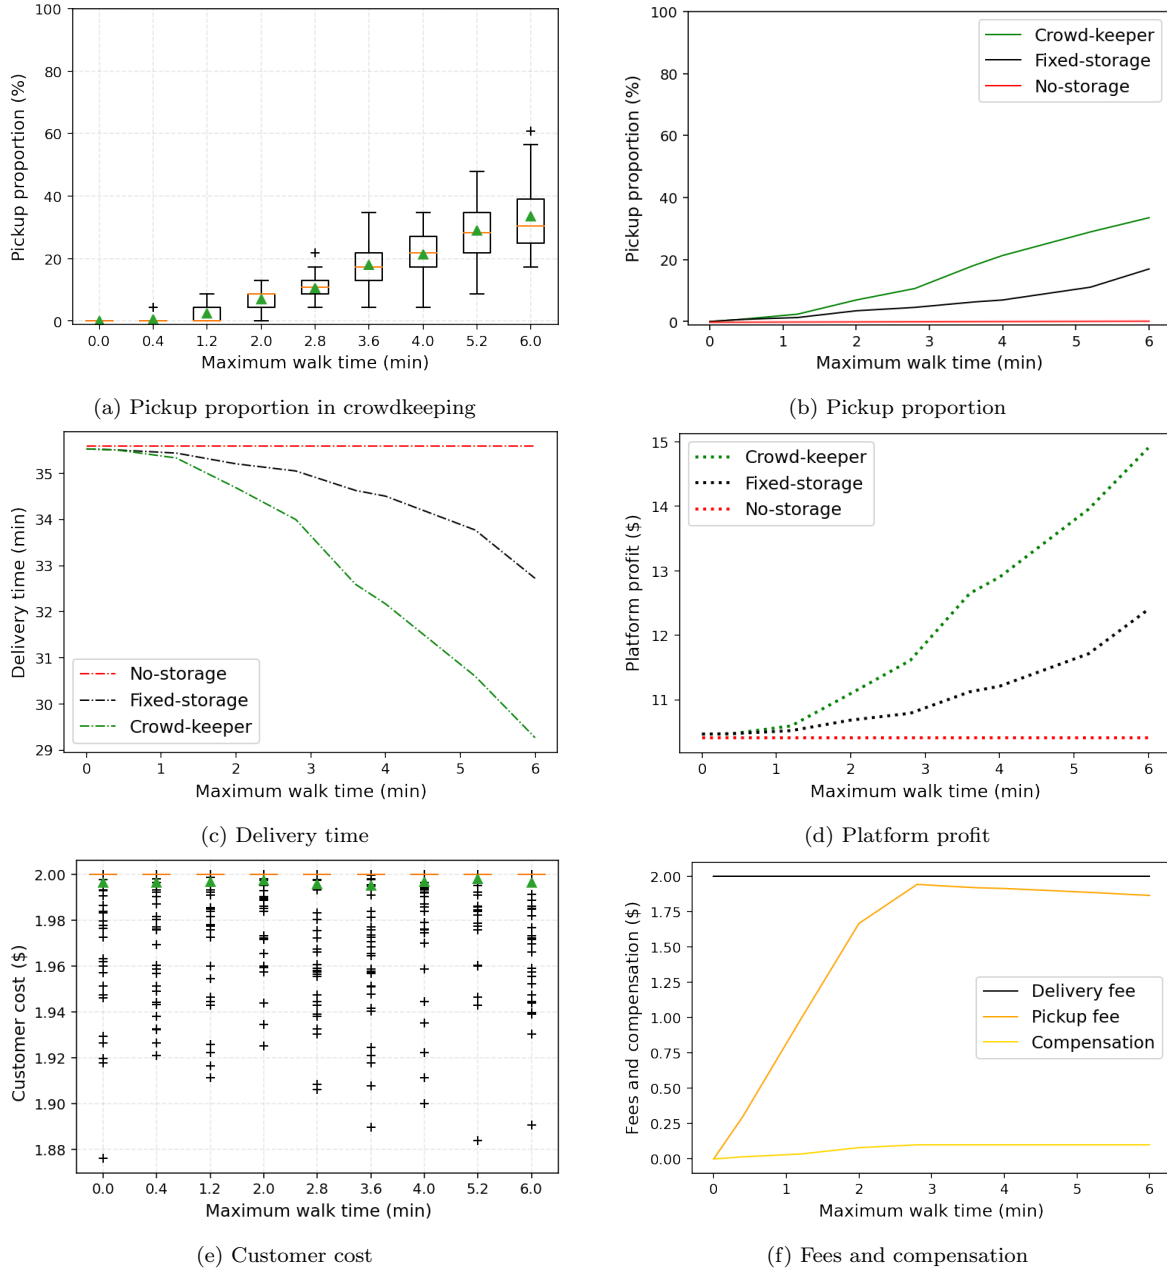 100
80
60
40
20
0
Pickup proportion (%)
0.0 0.4 1.2 2.0 2.8 3.6 4.0 5.2 6.0
Maximum walk time (min)
(a) Pickup proportion in crowdkeeping
100
80
60
40
20
0
Pickup proportion (%)
Crowd-keeper
Fixed-storage
No-storage
0 1 2 3 4 5 6
Maximum walk time (min)
(b) Pickup proportion
35
34
33
32
31
30
29
Delivery time (min)
No-storage
Fixed-storage
Crowd-keeper
0 1 2 3 4 5 6
Maximum walk time (min)
(c) Delivery time
15
14
13
12
11
Platform profit ($)
Crowd-keeper
Fixed-storage
No-storage
0 1 2 3 4 5 6
Maximum walk time (min)
(d) Platform profit
2.00
1.98
1.96
1.94
1.92
1.90
1.88
Customer cost ($)
0.0 0.4 1.2 2.0 2.8 3.6 4.0 5.2 6.0
Maximum walk time (min)
(e) Customer cost
2.00
1.75
1.50
1.25
1.00
0.75
0.50
0.25
0.00
Fees and compensation ($)
Delivery fee
Pickup fee
Compensation
0 1 2 3 4 5 6
Maximum walk time (min)
(f) Fees and compensation